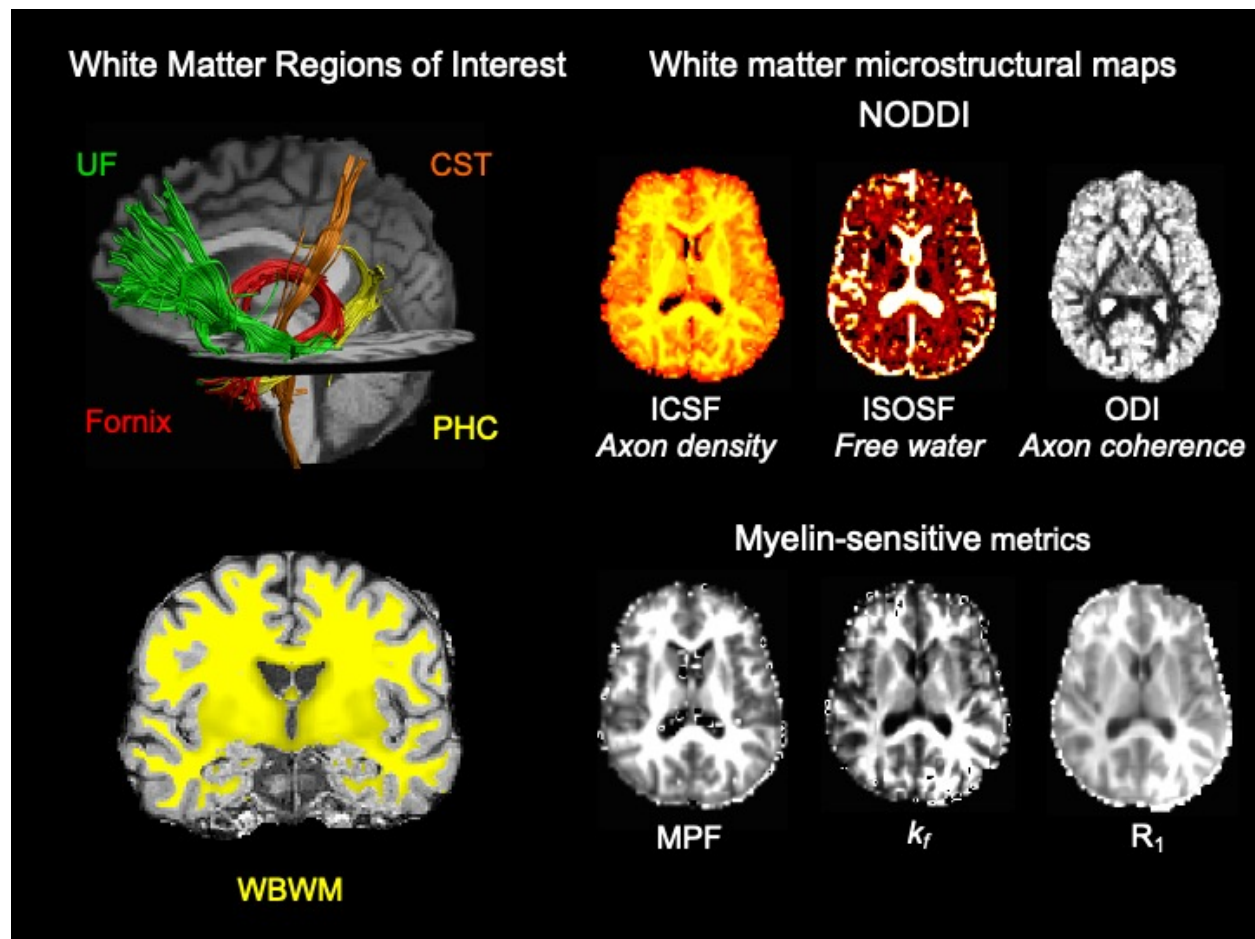 White Matter Regions of Interest
UF
CST
Fornix
PHC
WBWM
White matter microstructural maps
NODDI
ICSF
Axon density
ISOSF
Free water
ODI
Axon coherence
Myelin-sensitive metrics
MPF
kf
R1